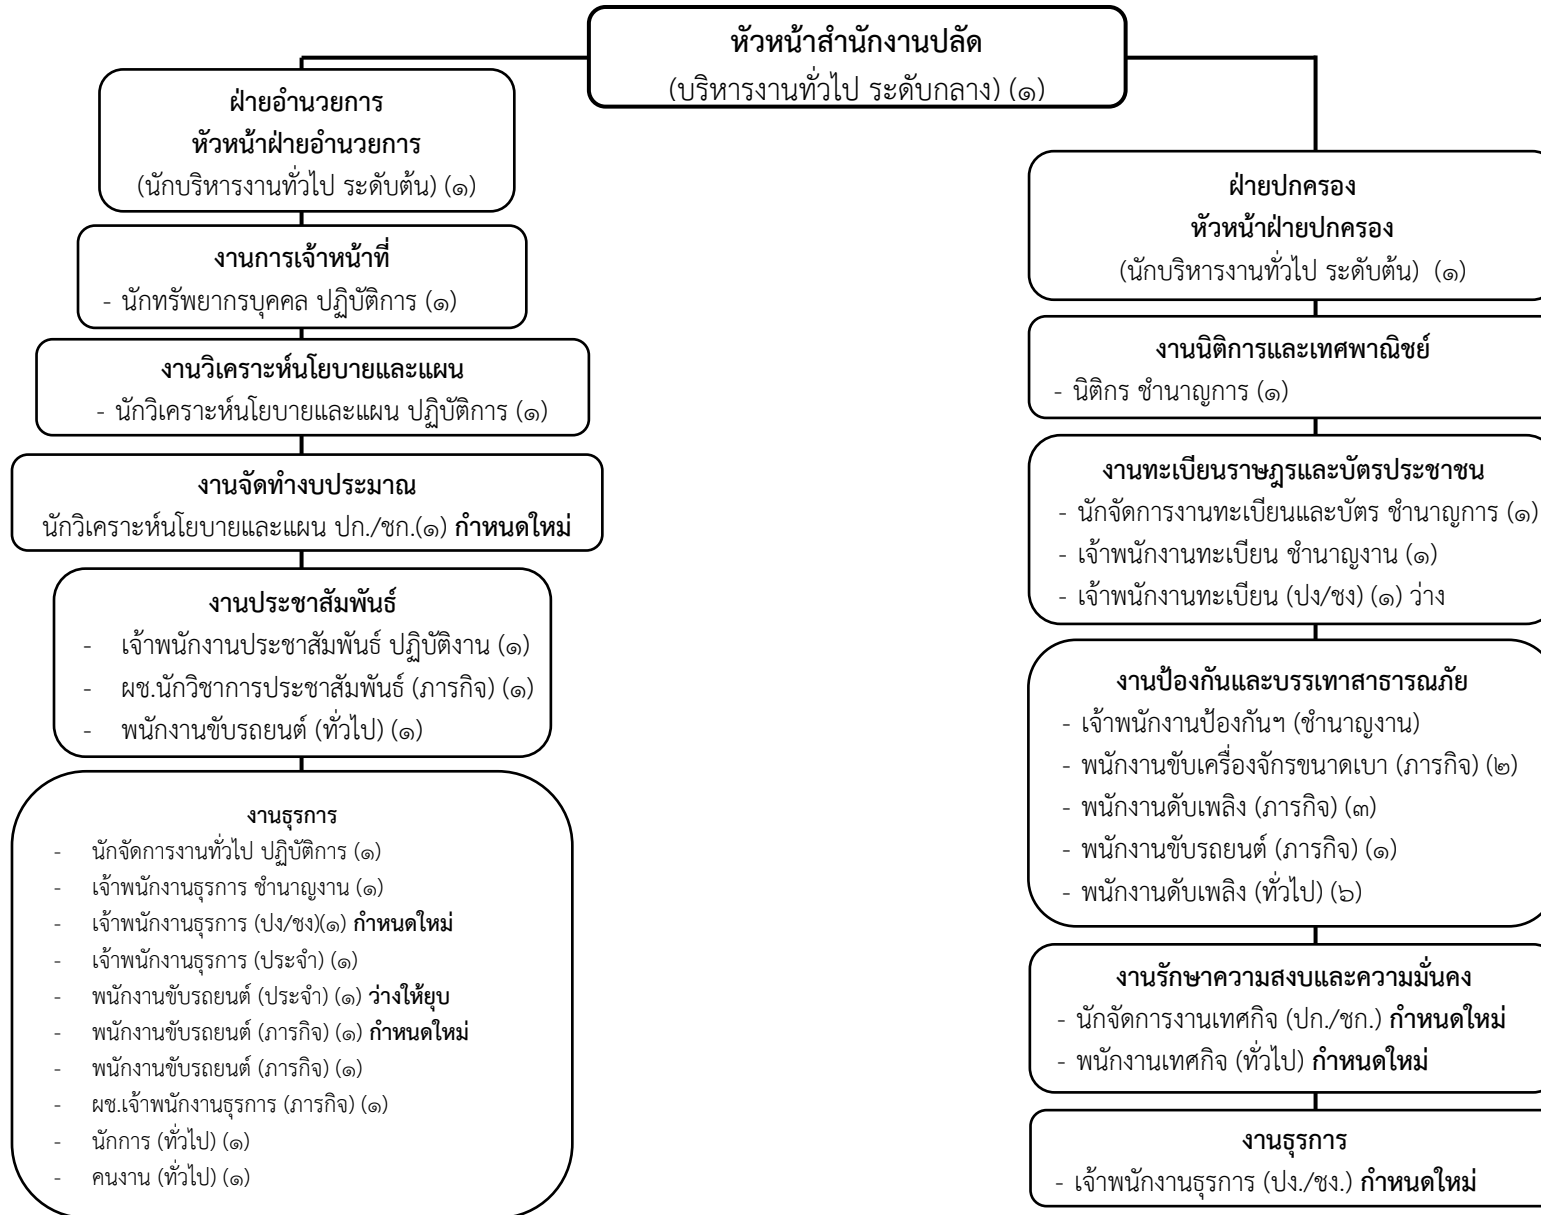 หัวหน้าสำนักงานปลัด
(บริหารงานทั่วไป ระดับกลาง) (๑)
ฝ่ายอำนวยการ
หัวหน้าฝ่ายอำนวยการ
(นักบริหารงานทั่วไป ระดับต้น) (๑)
งานการเจ้าหน้าที่
- นักทรัพยากรบุคคล ปฏิบัติการ (๑)
งานวิเคราะห์นโยบายและแผน
- นักวิเคราะห์นโยบายและแผน ปฏิบัติการ (๑)
งานจัดทำงบประมาณ
นักวิเคราะห์นโยบายและแผน ปก./ชก.(๑) กำหนดใหม่
งานประชาสัมพันธ์
- เจ้าพนักงานประชาสัมพันธ์ ปฏิบัติงาน (๑)
- ผช.นักวิชาการประชาสัมพันธ์ (ภารกิจ) (๑)
- พนักงานขับรถยนต์ (ทั่วไป) (๑)
งานธุรการ
- นักจัดการงานทั่วไป ปฏิบัติการ (๑)
- เจ้าพนักงานธุรการ ชำนาญงาน (๑)
- เจ้าพนักงานธุรการ (ปง/ชง)(๑) กำหนดใหม่
- เจ้าพนักงานธุรการ (ประจำ) (๑)
- พนักงานขับรถยนต์ (ประจำ) (๑) ว่างให้ยุบ
- พนักงานขับรถยนต์ (ภารกิจ) (๑) กำหนดใหม่
- พนักงานขับรถยนต์ (ภารกิจ) (๑)
- ผช.เจ้าพนักงานธุรการ (ภารกิจ) (๑)
- นักการ (ทั่วไป) (๑)
- คนงาน (ทั่วไป) (๑)
ฝ่ายปกครอง
หัวหน้าฝ่ายปกครอง
(นักบริหารงานทั่วไป ระดับต้น) (๑)
งานนิติการและเทศพาณิชย์
- นิติกร ชำนาญการ (๑)
งานทะเบียนราษฎรและบัตรประชาชน
- นักจัดการงานทะเบียนและบัตร ชำนาญการ (๑)
- เจ้าพนักงานทะเบียน ชำนาญงาน (๑)
- เจ้าพนักงานทะเบียน (ปง/ชง) (๑) ว่าง
งานป้องกันและบรรเทาสาธารณภัย
- เจ้าพนักงานป้องกันฯ (ชำนาญงาน)
- พนักงานขับเครื่องจักรขนาดเบา (ภารกิจ) (๒)
- พนักงานดับเพลิง (ภารกิจ) (๓)
- พนักงานขับรถยนต์ (ภารกิจ) (๑)
- พนักงานดับเพลิง (ทั่วไป) (๖)
งานรักษาความสงบและความมั่นคง
- นักจัดการงานเทศกิจ (ปก./ชก.) กำหนดใหม่
- พนักงานเทศกิจ (ทั่วไป) กำหนดใหม่
งานธุรการ
- เจ้าพนักงานธุรการ (ปง./ชง.) กำหนดใหม่